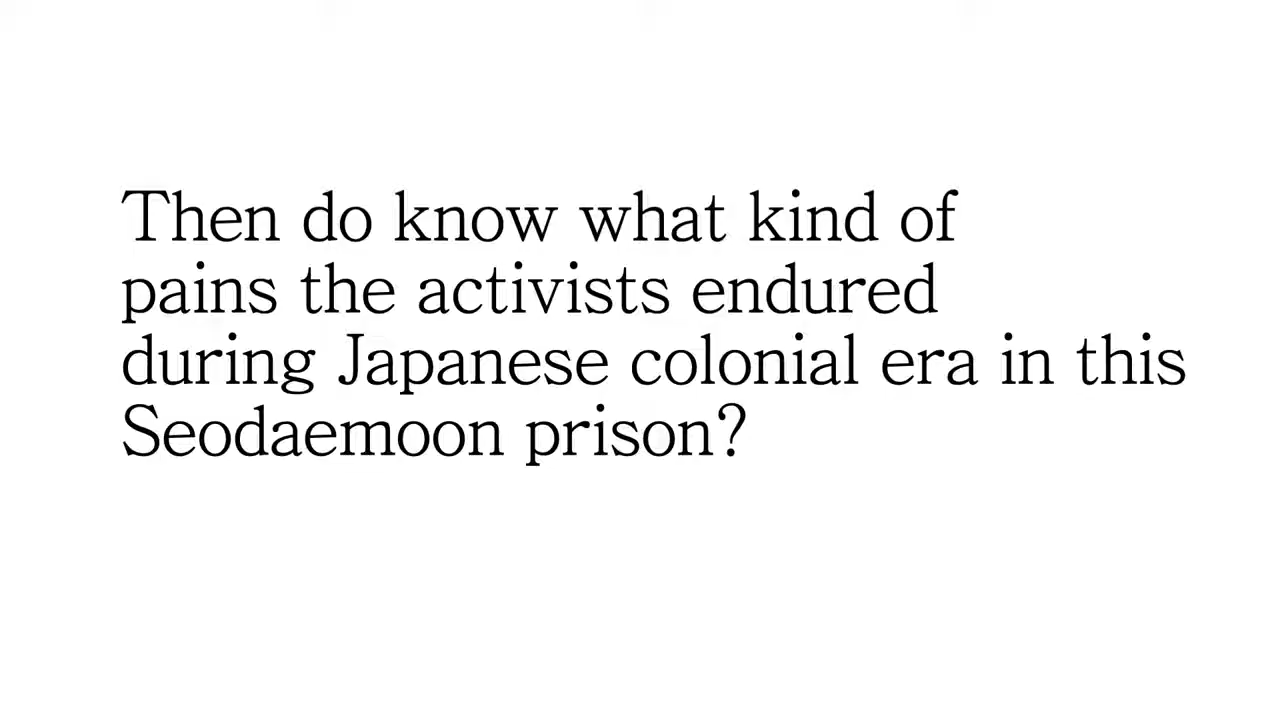 Then do know what kind of
pains the activists endured
during Japanese colonial era in this
Seodaemoon prison?